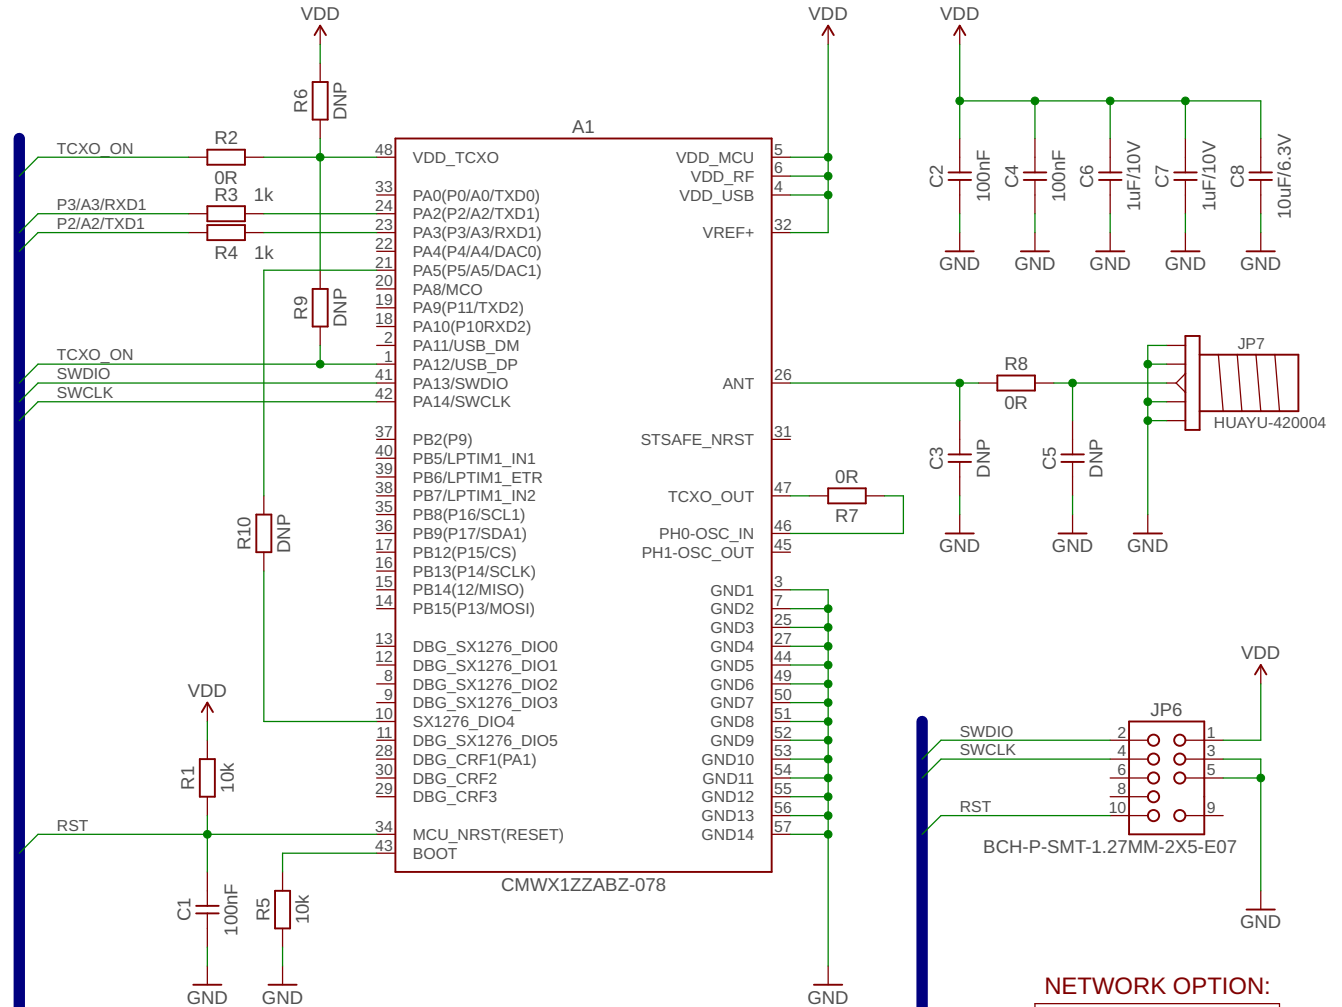 VDD
VDD
VDD
R6
DNP
A1
TCXO_ON
R2
0R
R3 1k
P3/A3/RXD1
P2/A2/TXD1
R4 1k
R9
DNP
TCXO_ON
SWDIO
SWCLK
R10
DNP
VDD
R1
10k
RST
C1
100nF
R5
10k
GND
GND
48 VDD_TCXO
33 PA0(P0/A0/TXD0)
24 PA2(P2/A2/TXD1)
23 PA3(P3/A3/RXD1)
22 PA4(P4/A4/DAC0)
21 PA5(P5/A5/DAC1)
20 PA8/MCO
19 PA9(P11/TXD2)
18 PA10(P10RXD2)
2 PA11/USB_DM
1 PA12/USB_DP
41 PA13/SWDIO
42 PA14/SWCLK
37 PB2(P9)
40 PB5/LPTIM1_IN1
39 PB6/LPTIM1_ETR
38 PB7/LPTIM1_IN2
35 PB8(P16/SCL1)
36 PB9(P17/SDA1)
17 PB12(P15/CS)
16 PB13(P14/SCLK)
15 PB14(12/MISO)
14 PB15(P13/MOSI)
13 DBG_SX1276_DIO0
12 DBG_SX1276_DIO1
8 DBG_SX1276_DIO2
9 DBG_SX1276_DIO3
10 SX1276_DIO4
11 DBG_SX1276_DIO5
28 DBG_CRF1(PA1)
30 DBG_CRF2
29 DBG_CRF3
34 MCU_NRST(RESET)
43 BOOT
VDD_MCU 5
VDD_RF 6
VDD_USB 4
VREF+ 32
ANT 26
STSAFE_NRST 31
TCXO_OUT 47
PH0-OSC_IN 46
PH1-OSC_OUT 45
GND1 3
GND2 7
GND3 25
GND4 27
GND5 44
GND6 49
GND7 50
GND8 51
GND9 52
GND10 53
GND11 54
GND12 55
GND13 56
GND14 57
CMWX1ZZABZ-078
0R
R7
GND
C2
100nF
C4
100nF
C6
1uF/10V
C7
1uF/10V
C8
10uF/6.3V
GND
GND
GND
GND
GND
R8
0R
C3
DNP
C5
DNP
GND
GND
GND
JP7
HUAYU-420004
VDD
JP6
SWDIO 2 1
SWCLK 4 3
6 5
8
RST 10 9
BCH-P-SMT-1.27MM-2X5-E07
GND
NETWORK OPTION: